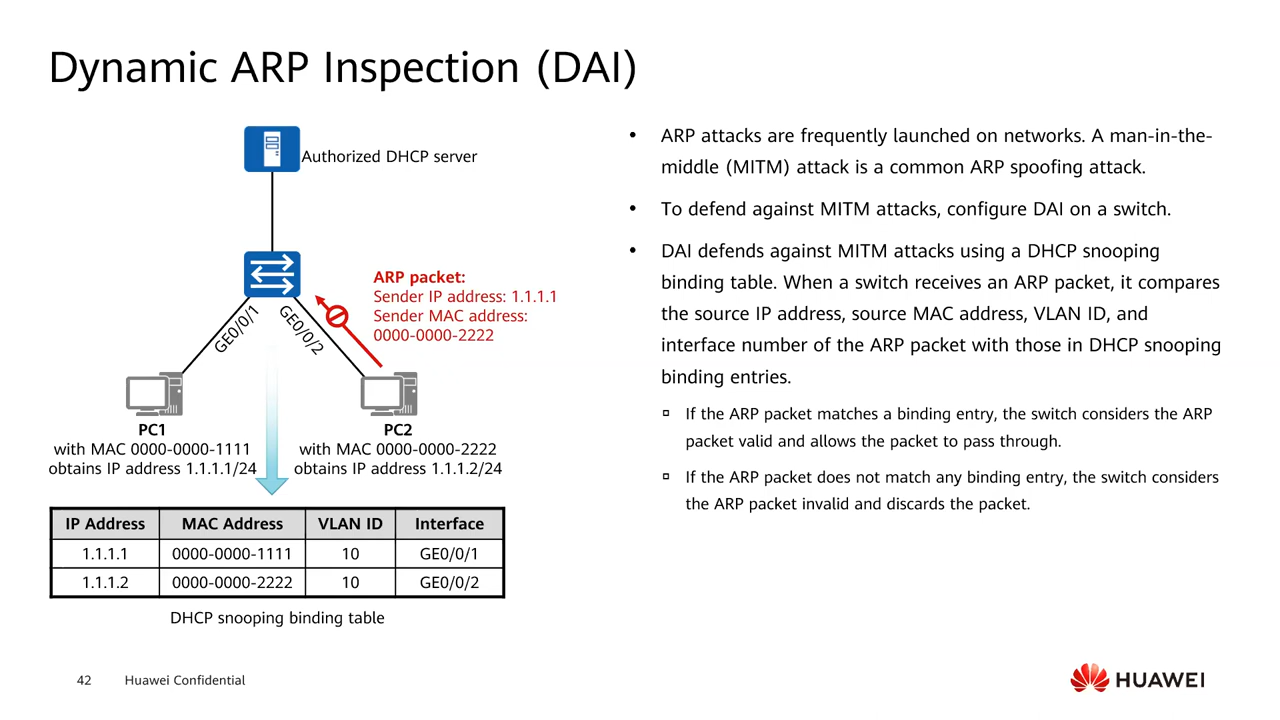 Dynamic ARP Inspection (DAI)
Authorized DHCP server
ARP packet:
Sender IP address: 1.1.1.1
Sender MAC address:
0000-0000-2222
GE0/0/1
GE0/0/2
PC1
with MAC 0000-0000-1111
obtains IP address 1.1.1.1/24
PC2
with MAC 0000-0000-2222
obtains IP address 1.1.1.2/24
IP Address MAC Address VLAN ID Interface
1.1.1.1 0000-0000-1111 10 GE0/0/1
1.1.1.2 0000-0000-2222 10 GE0/0/2
DHCP snooping binding table
• ARP attacks are frequently launched on networks. A man-in-the-
middle (MITM) attack is a common ARP spoofing attack.
• To defend against MITM attacks, configure DAI on a switch.
• DAI defends against MITM attacks using a DHCP snooping
binding table. When a switch receives an ARP packet, it compares
the source IP address, source MAC address, VLAN ID, and
interface number of the ARP packet with those in DHCP snooping
binding entries.
▫ If the ARP packet matches a binding entry, the switch considers the ARP
packet valid and allows the packet to pass through.
▫ If the ARP packet does not match any binding entry, the switch considers
the ARP packet invalid and discards the packet.
42 Huawei Confidential
HUAWEI